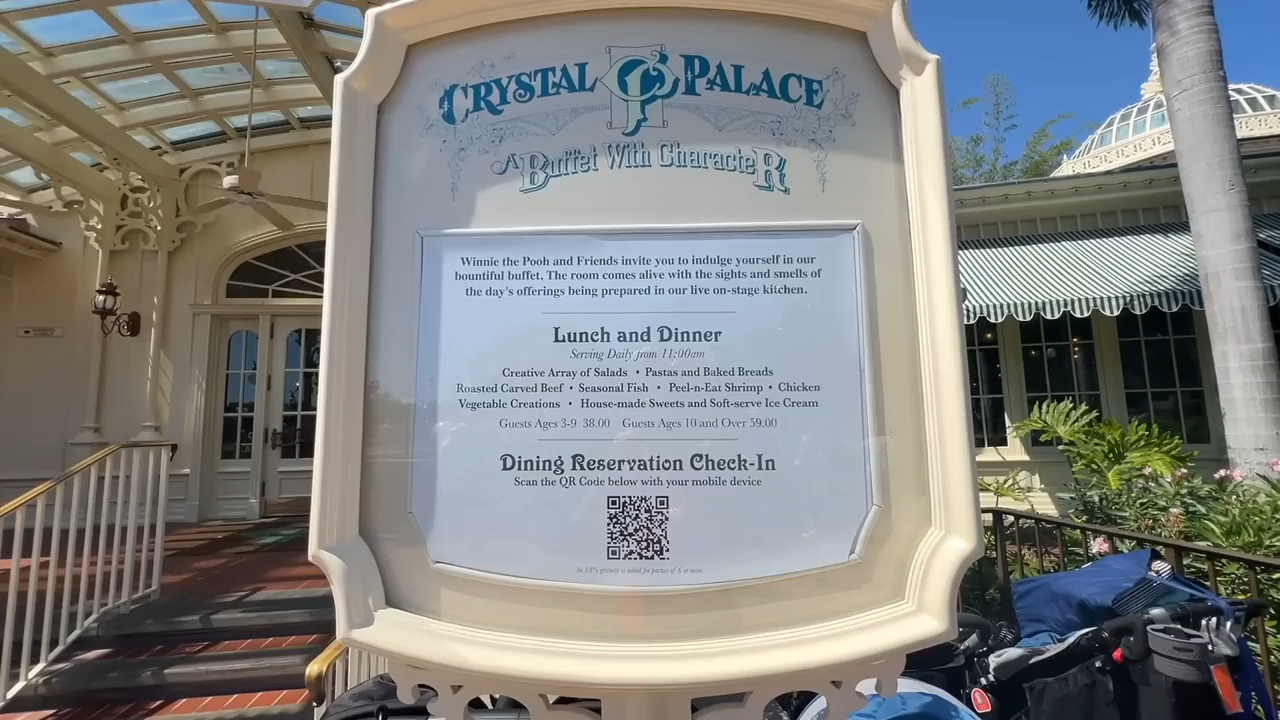 CRYSTAL CP PALACE
A Buffet With CharacteR
Winnie the Pooh and Friends invite you to indulge yourself in our
bountiful buffet. The room comes alive with the sights and smells of
the day's offerings being prepared in our live on-stage kitchen.
Lunch and Dinner
Serving Daily from 11:00am
Creative Array of Salads • Pastas and Baked Breads
Roasted Carved Beef • Seasonal Fish • Peel-n-Eat Shrimp • Chicken
Vegetable Creations • House-made Sweets and Soft-serve Ice Cream
Guests Ages 3-9 38.00 Guests Ages 10 and Over 59.00
Dining Reservation Check-In
Scan the QR Code below with your mobile device
An 18% gratuity is added for parties of 6 or more.